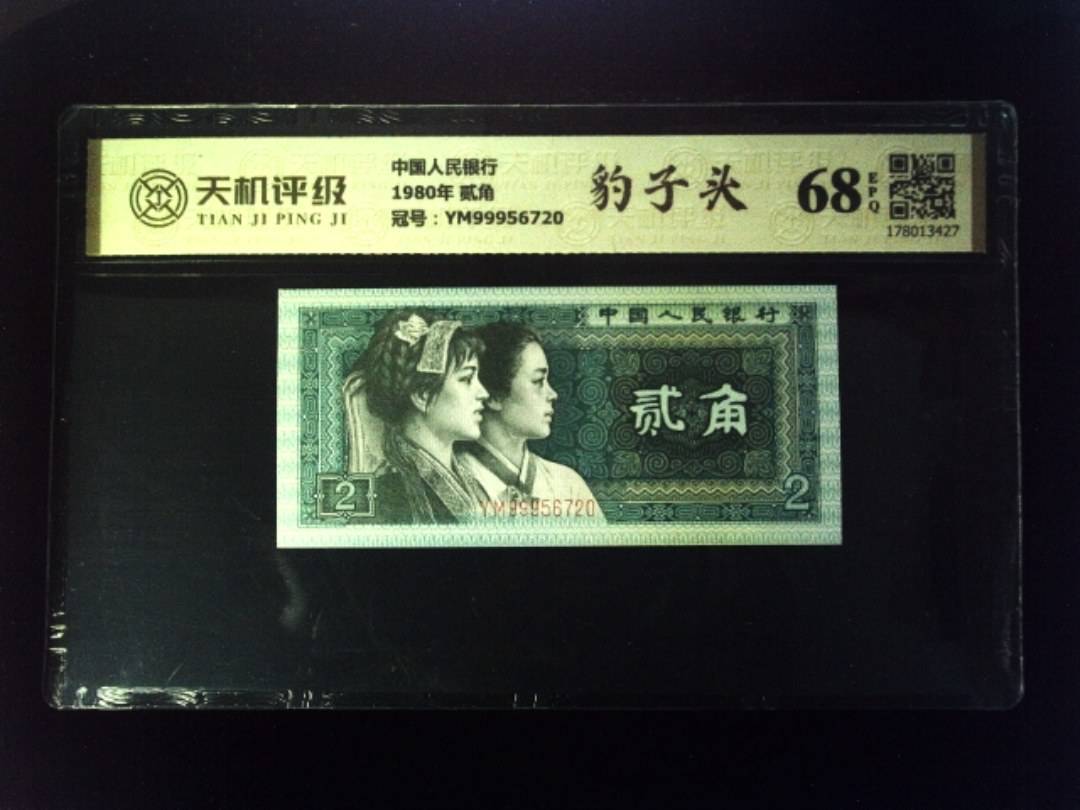 天机评级
TIAN JI PING JI
中国人民银行
1980年 贰角
冠号：YM99956720
豹子头
68
EPQ
178013427
中国人民银行
贰角
2
2
YM99956720